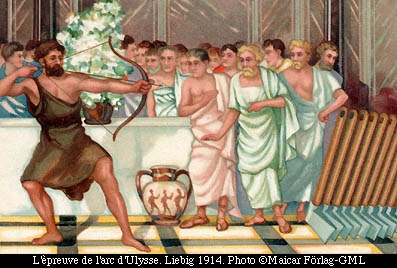 L'épreuve de l'arc d'Ulysse. Liebig 1914. Photo ©Maicar Förlag-GML